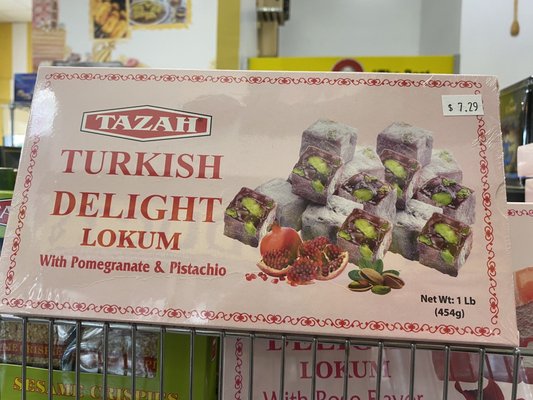 $ 7.29
TAZAH
TURKISH
DELIGHT
LOKUM
With Pomegranate & Pistachio
Net Wt: 1 Lb
(454g)
SESAME CRISPIES
DELIGHT
LOKUM
With Rose Flavor